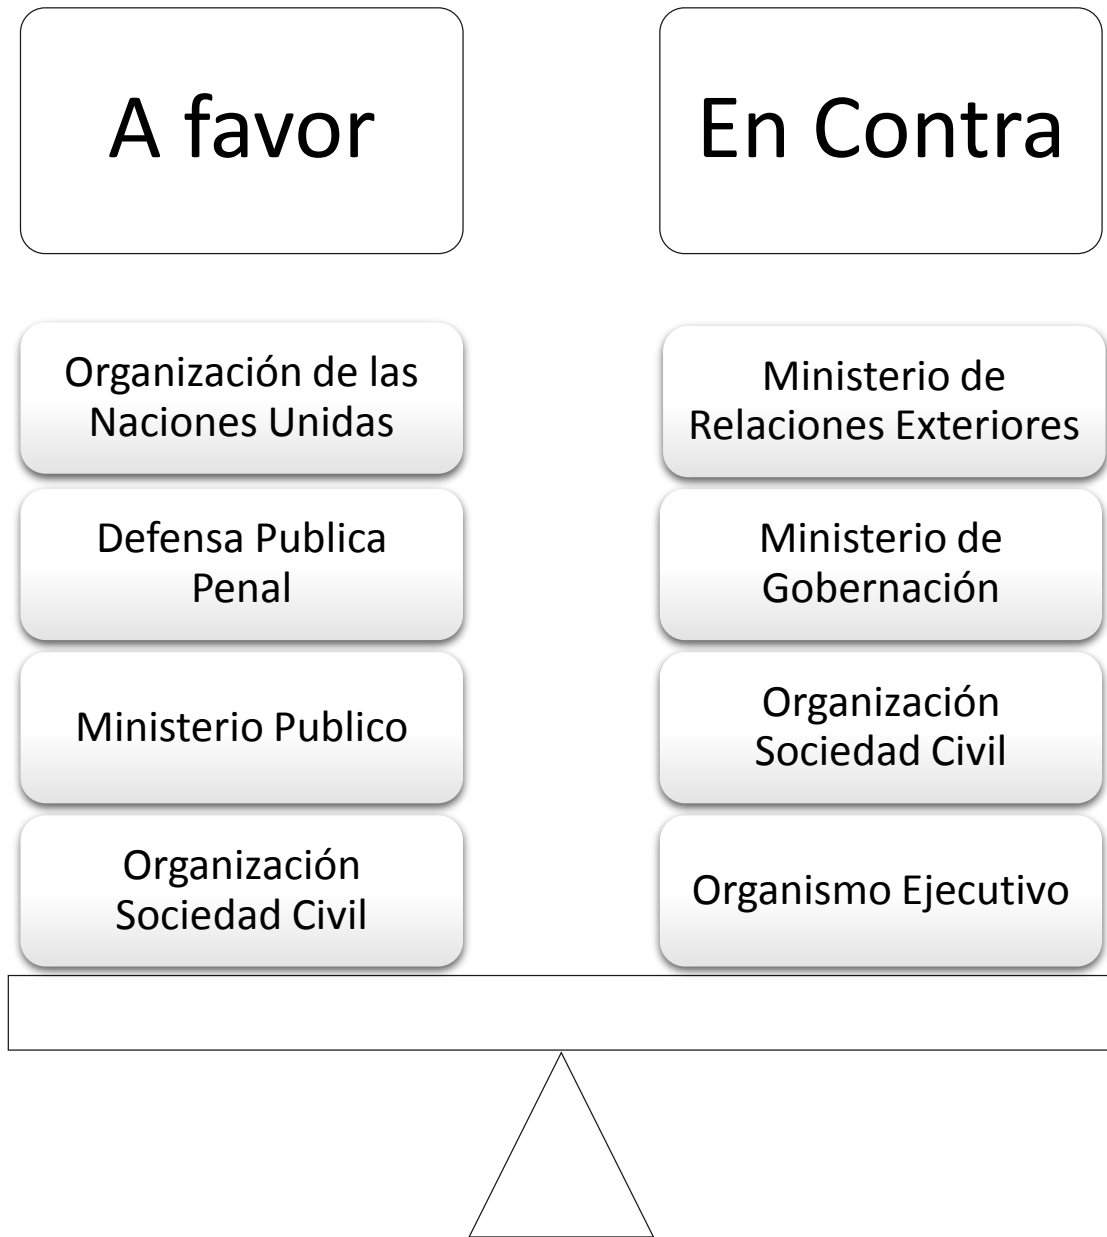 A favor
En Contra
Organización de las
Naciones Unidas
Defensa Publica
Penal
Ministerio Publico
Organización
Sociedad Civil
Ministerio de
Relaciones Exteriores
Ministerio de
Gobernación
Organización
Sociedad Civil
Organismo Ejecutivo